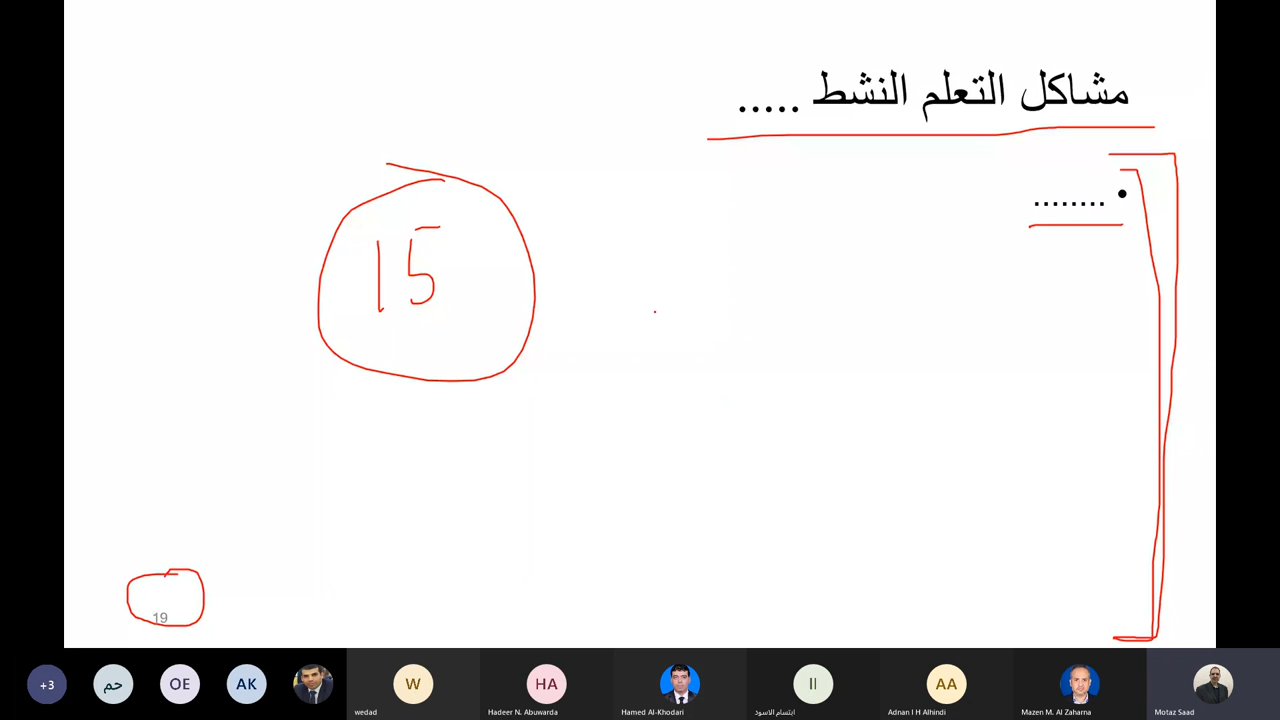 مشاكل التعلم النشط .....
• ........
15
19
+3
حم
OE
AK
W
HA
II
AA
wedad
Hadeer N. Abuwarda
Hamed Al-Khodari
ابتسام الاسود
Adnan I H Alhindi
Mazen M. Al Zaharna
Motaz Saad